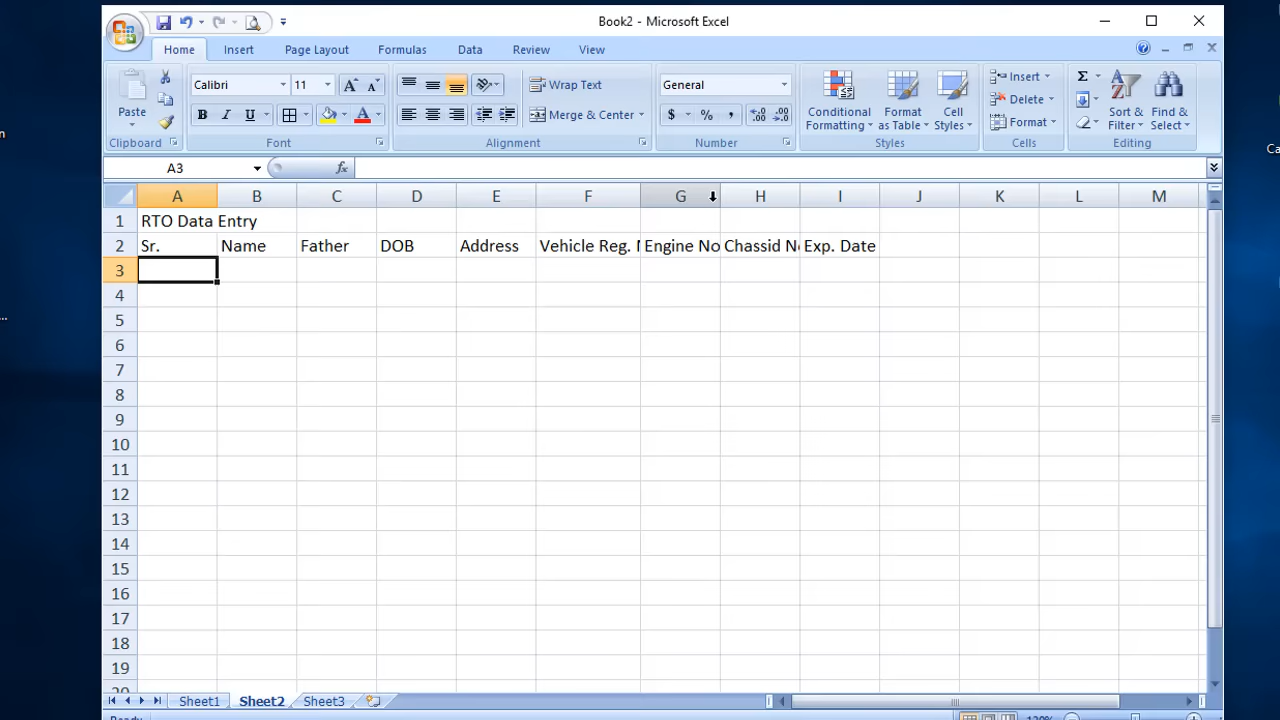 Book2 - Microsoft Excel
Home Insert Page Layout Formulas Data Review View
Paste
Calibri 11
B I U A
Wrap Text
Merge & Center
General
$ % ,
Conditional Formatting
Format as Table
Cell Styles
Insert
Delete
Format
Σ
Sort & Filter
Find & Select
Clipboard Font Alignment Number Styles Cells Editing
A3 fx
A B C D E F G H I J K L M
1 RTO Data Entry
2 Sr. Name Father DOB Address Vehicle Reg. Engine No Chassid Exp. Date
3
4
5
6
7
8
9
10
11
12
13
14
15
16
17
18
19
Sheet1 Sheet2 Sheet3